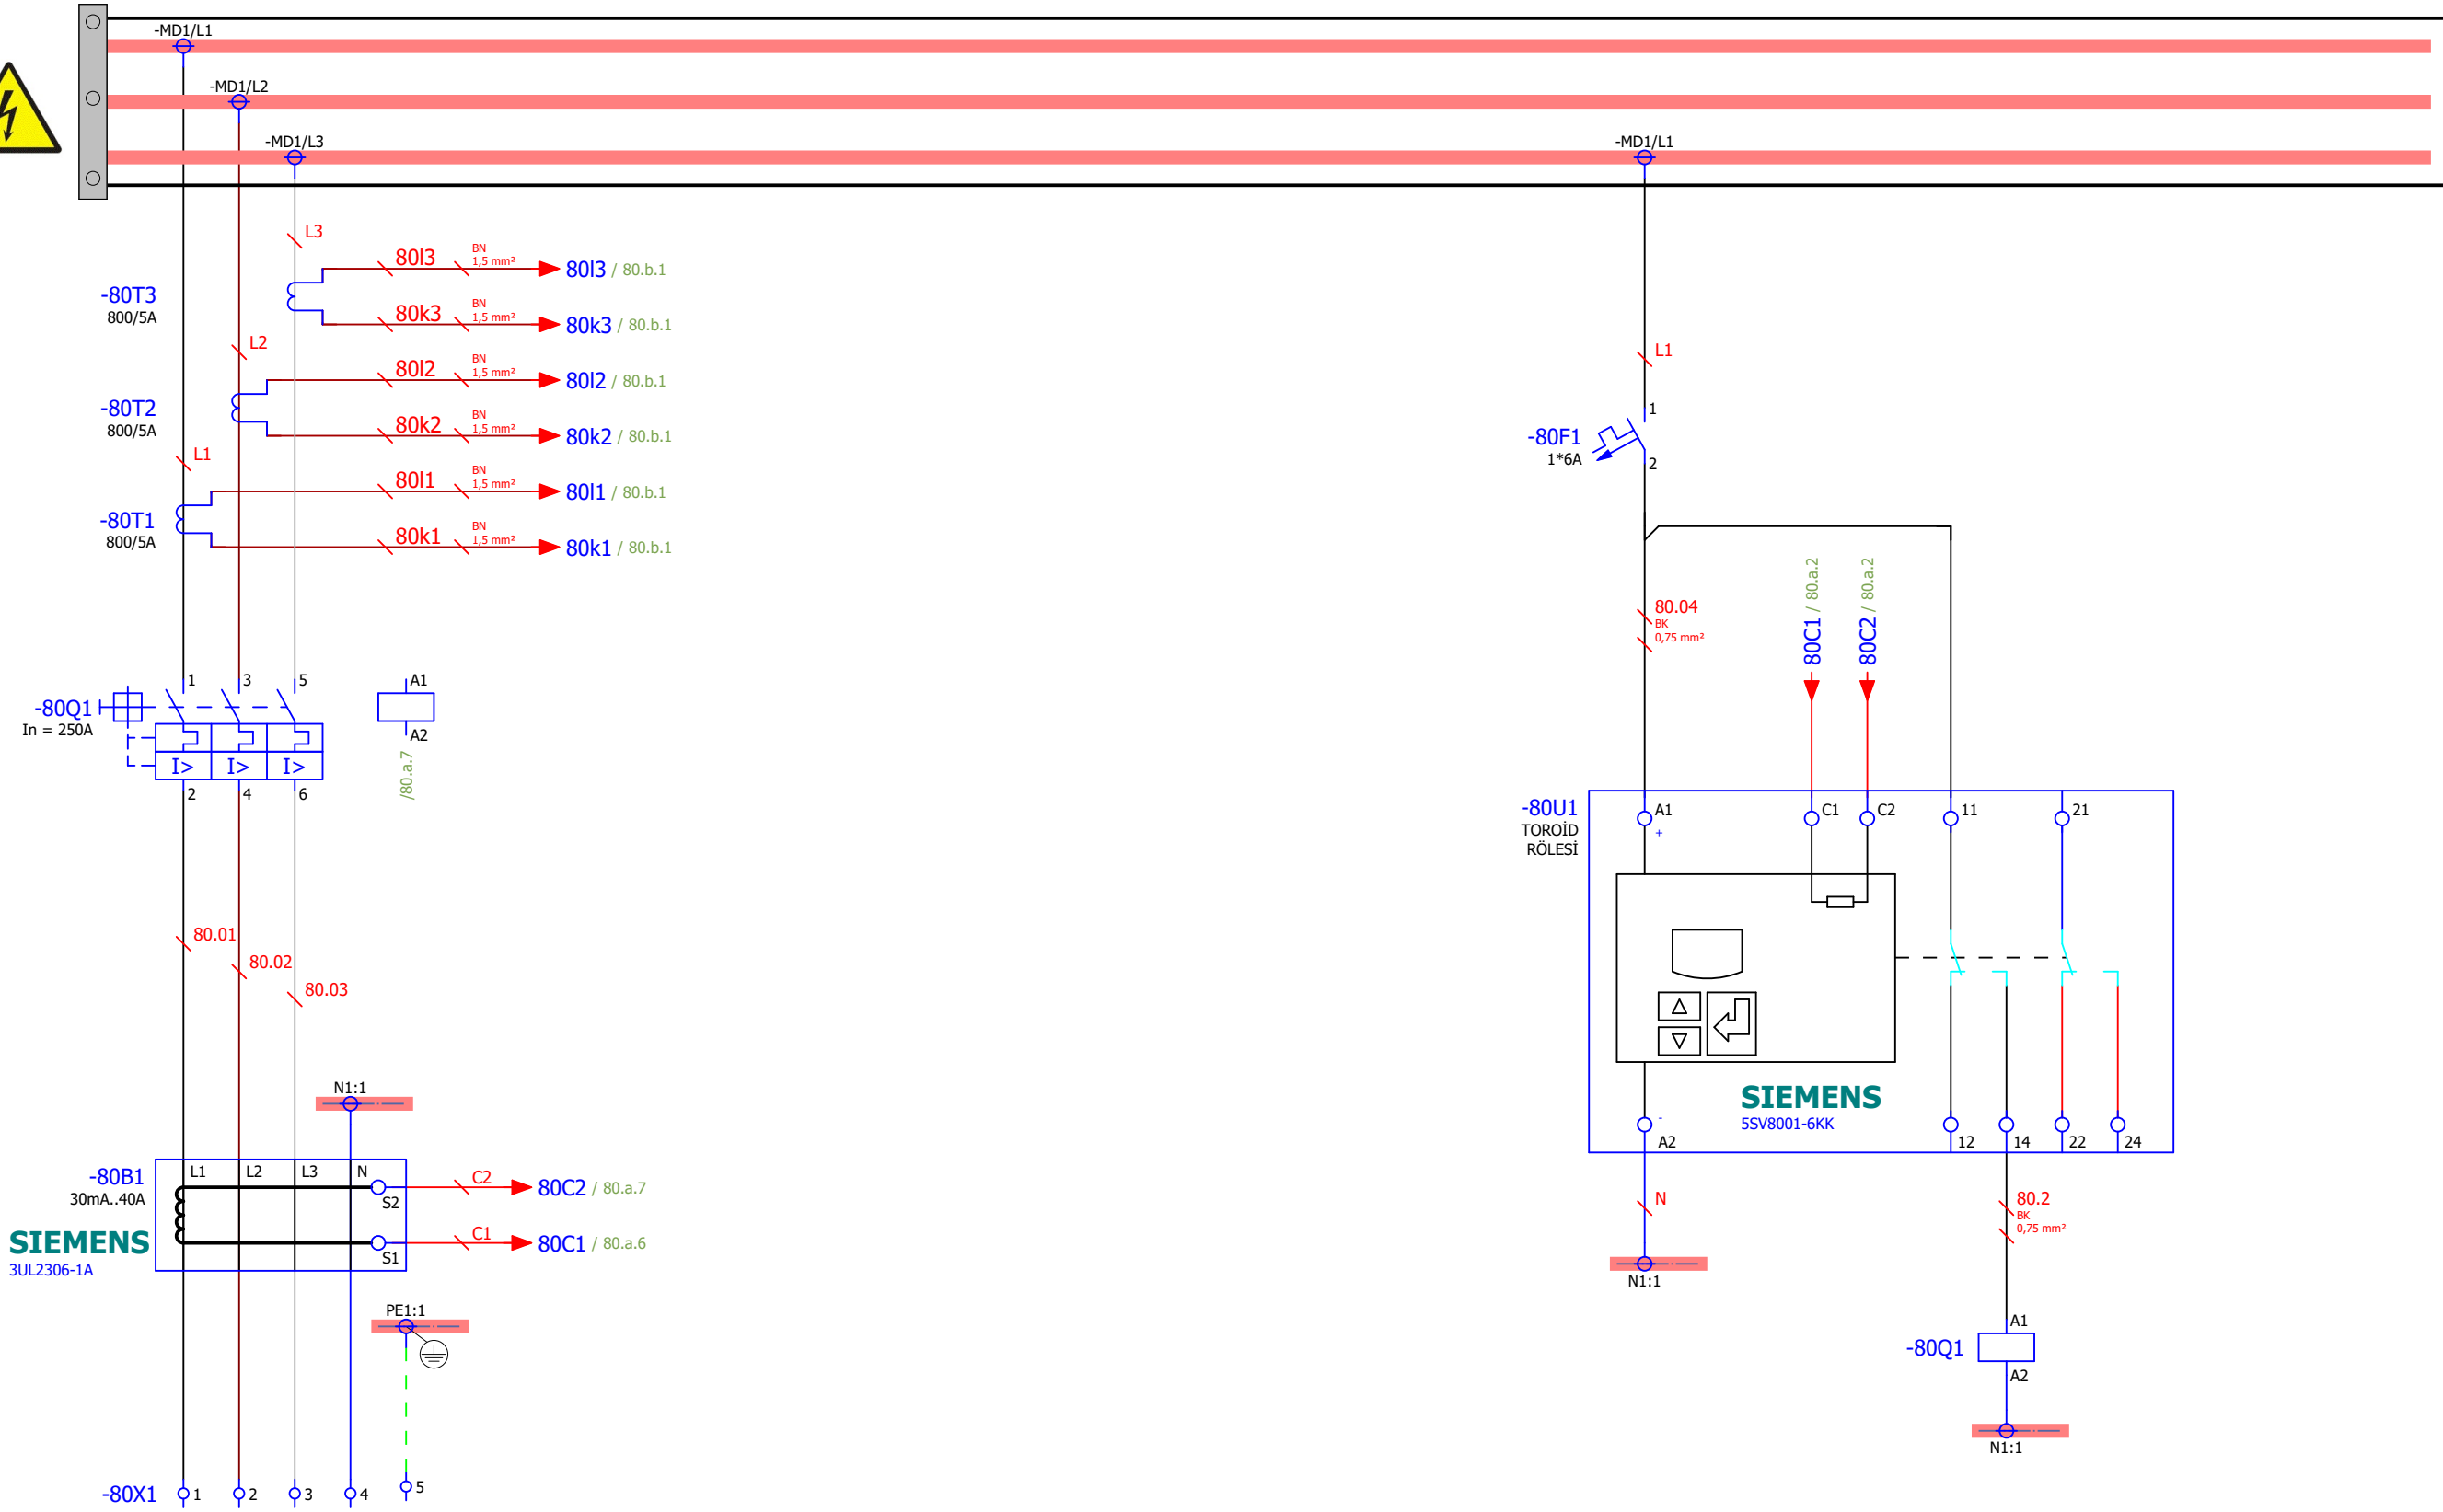 -MD1/L1
-MD1/L2
-MD1/L3
-MD1/L1
L3
80l3
BN
1,5 mm²
80l3 / 80.b.1
-80T3
800/5A
80k3
BN
1,5 mm²
80k3 / 80.b.1
L2
80l2
BN
1,5 mm²
80l2 / 80.b.1
-80T2
800/5A
80k2
BN
1,5 mm²
80k2 / 80.b.1
L1
80l1
BN
1,5 mm²
80l1 / 80.b.1
-80T1
800/5A
80k1
BN
1,5 mm²
80k1 / 80.b.1
L1
1
-80F1
1*6A
2
80.04
BK
0,75 mm²
80C1 / 80.a.2
80C2 / 80.a.2
1
3
5
-80Q1
In = 250A
I>
I>
I>
2
4
6
A1
A2
/80.a.7
-80U1
TOROİD
RÖLESİ
A1
+
C1
C2
11
21
80.01
80.02
80.03
SIEMENS
5SV8001-6KK
-
A2
12
14
22
24
N1:1
-80B1
30mA..40A
SIEMENS
3UL2306-1A
L1
L2
L3
N
S2
C2
80C2 / 80.a.7
S1
C1
80C1 / 80.a.6
N
N1:1
80.2
BK
0,75 mm²
PE1:1
A1
-80Q1
A2
N1:1
-80X1
1
2
3
4
5